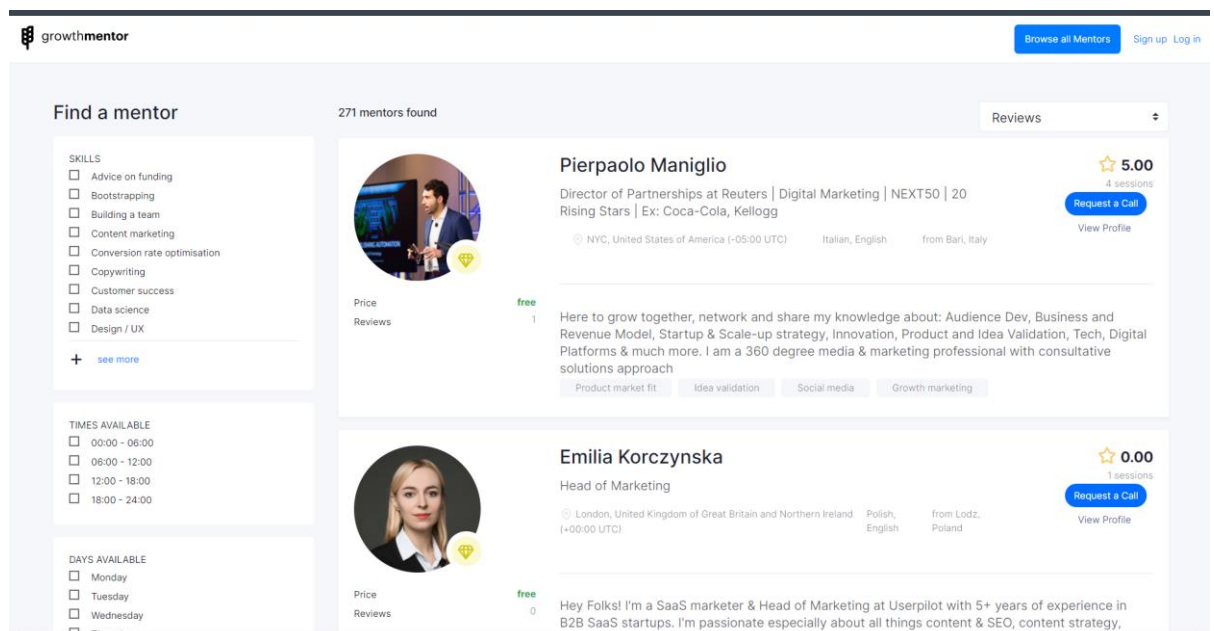 growthmentor
Browse all Mentors
Sign up Log in
Find a mentor
271 mentors found
Reviews
SKILLS
Advice on funding
Bootstrapping
Building a team
Content marketing
Conversion rate optimisation
Copywriting
Customer success
Data science
Design / UX
+ see more
TIMES AVAILABLE
00:00 - 06:00
06:00 - 12:00
12:00 - 18:00
18:00 - 24:00
DAYS AVAILABLE
Monday
Tuesday
Wednesday
Pierpaolo Maniglio
5.00
4 sessions
Director of Partnerships at Reuters | Digital Marketing | NEXT50 | 20
Rising Stars | Ex: Coca-Cola, Kellogg
Request a Call
View Profile
NYC, United States of America (-05:00 UTC) Italian, English from Bari, Italy
Price free
Reviews 1
Here to grow together, network and share my knowledge about: Audience Dev, Business and
Revenue Model, Startup & Scale-up strategy, Innovation, Product and Idea Validation, Tech, Digital
Platforms & much more. I am a 360 degree media & marketing professional with consultative
solutions approach
Product market fit Idea validation Social media Growth marketing
Emilia Korczynska
0.00
1 sessions
Head of Marketing
Request a Call
View Profile
London, United Kingdom of Great Britain and Northern Ireland Polish, from Lodz,
(+00:00 UTC) English Poland
Price free
Reviews 0
Hey Folks! I'm a SaaS marketer & Head of Marketing at Userpilot with 5+ years of experience in
B2B SaaS startups. I'm passionate especially about all things content & SEO, content strategy,